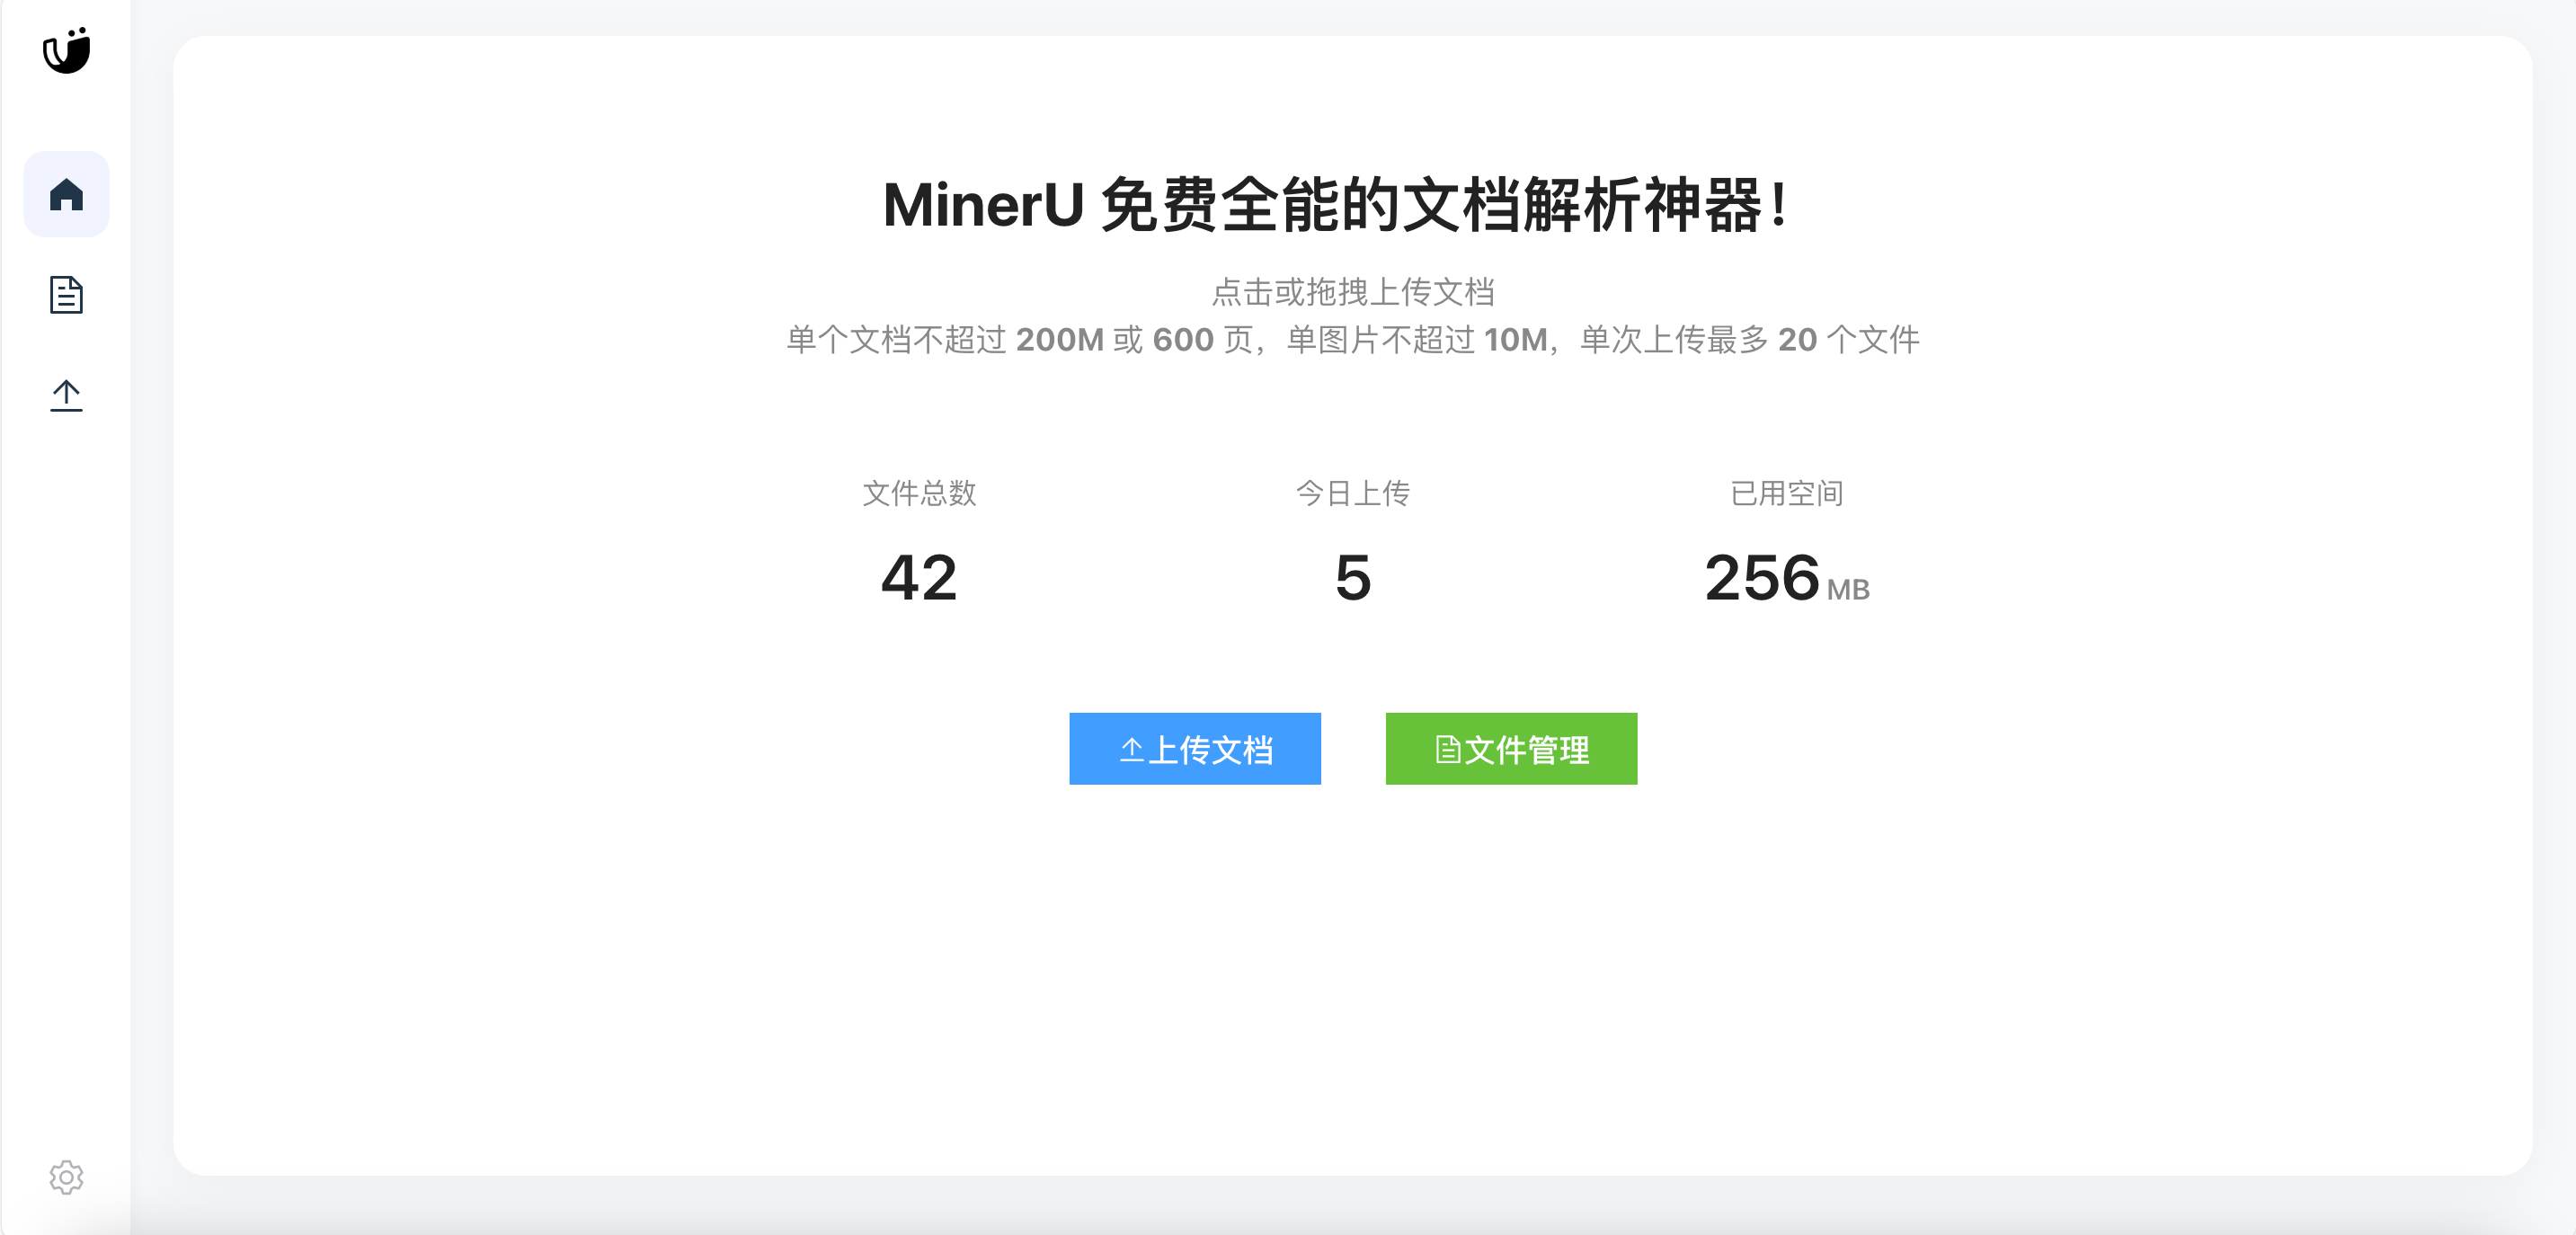 MinerU 免费全能的文档解析神器！
点击或拖拽上传文档
单个文档不超过 200M 或 600 页，单图片不超过 10M，单次上传最多 20 个文件
文件总数
今日上传
已用空间
42
5
256 MB
上传文档
文件管理